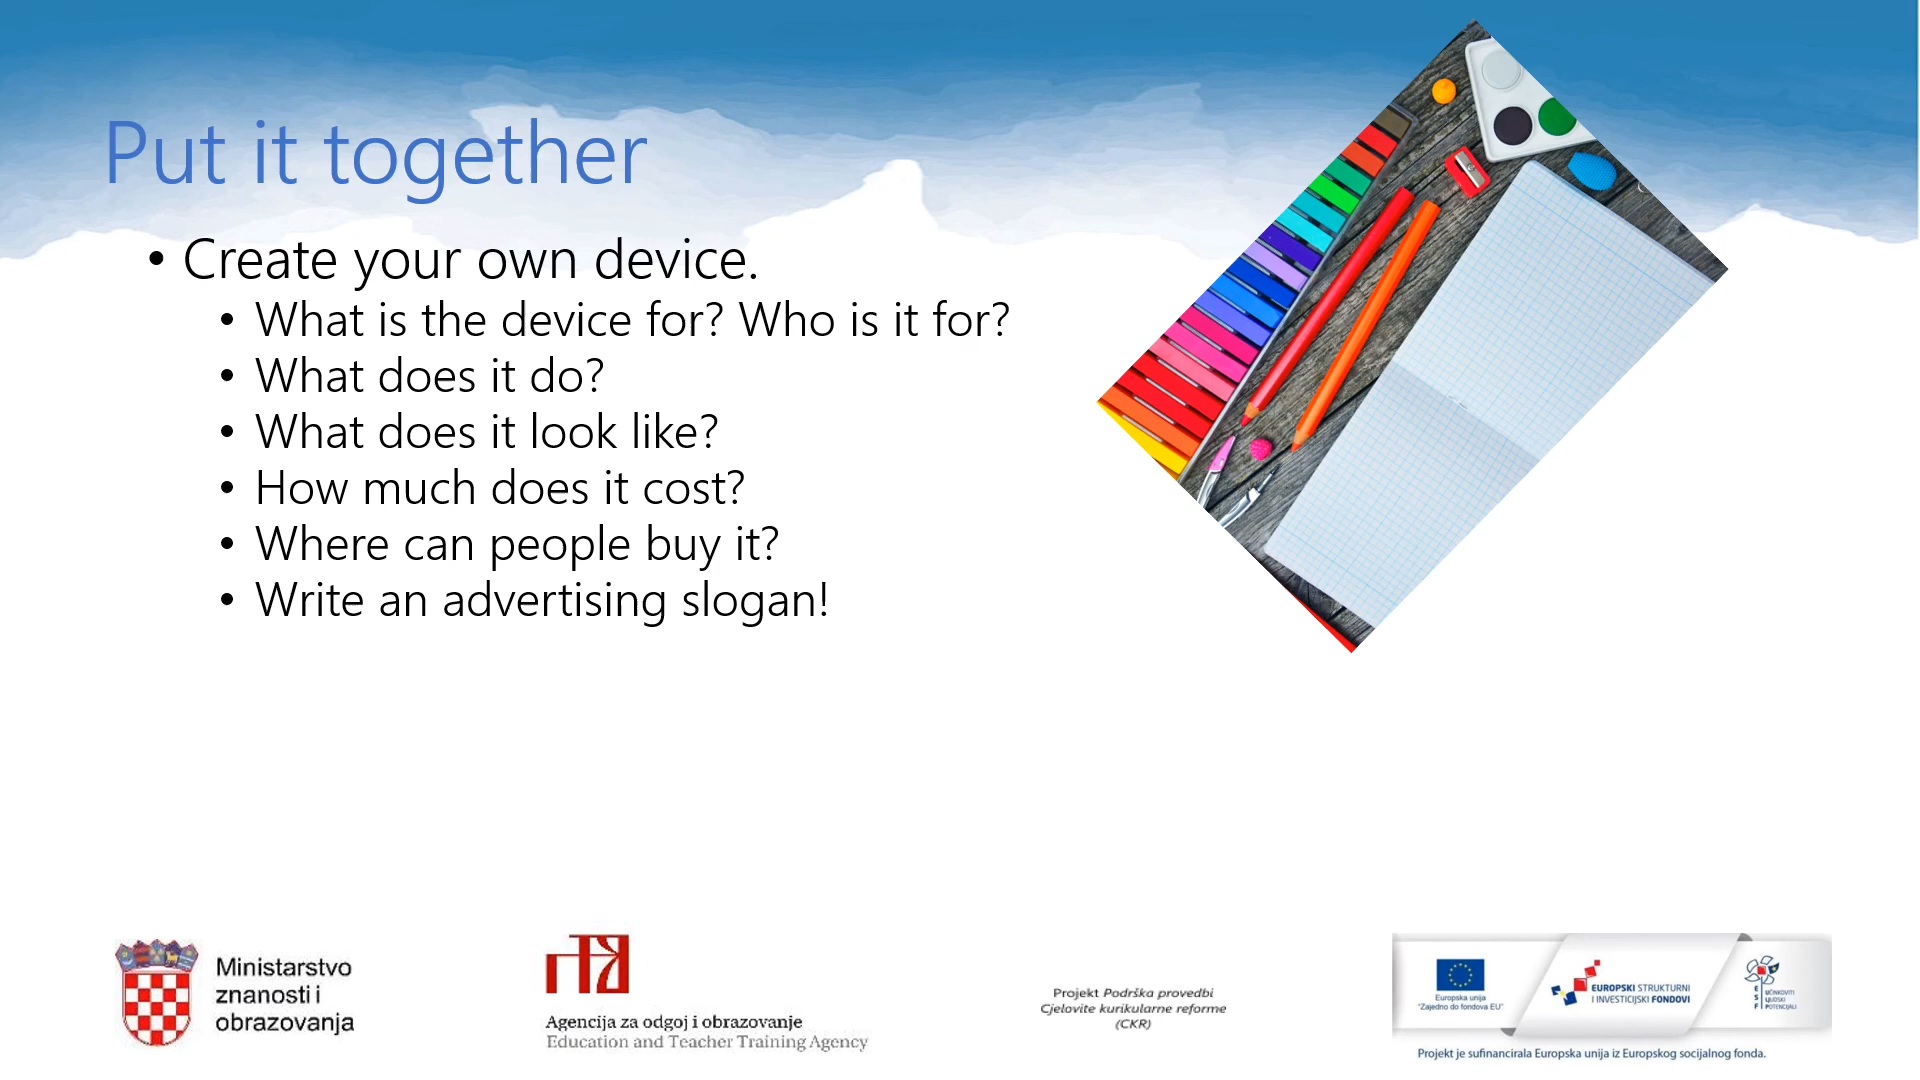 Put it together
• Create your own device.
• What is the device for? Who is it for?
• What does it do?
• What does it look like?
• How much does it cost?
• Where can people buy it?
• Write an advertising slogan!
Ministarstvo
znanosti i
obrazovanja
Agencija za odgoj i obrazovanje
Education and Teacher Training Agency
Projekt Podrška provedbi
Cjelovite kurikularne reforme
(CKR)
Europska unija
"Zajedno do fondova EU"
EUROPSKI STRUKTURNI
I INVESTICIJSKI FONDOVI
E
S
F
UČINKOVITI
LJUDSKI
POTENCIJALI
Projekt je sufinancirala Europska unija iz Europskog socijalnog fonda.